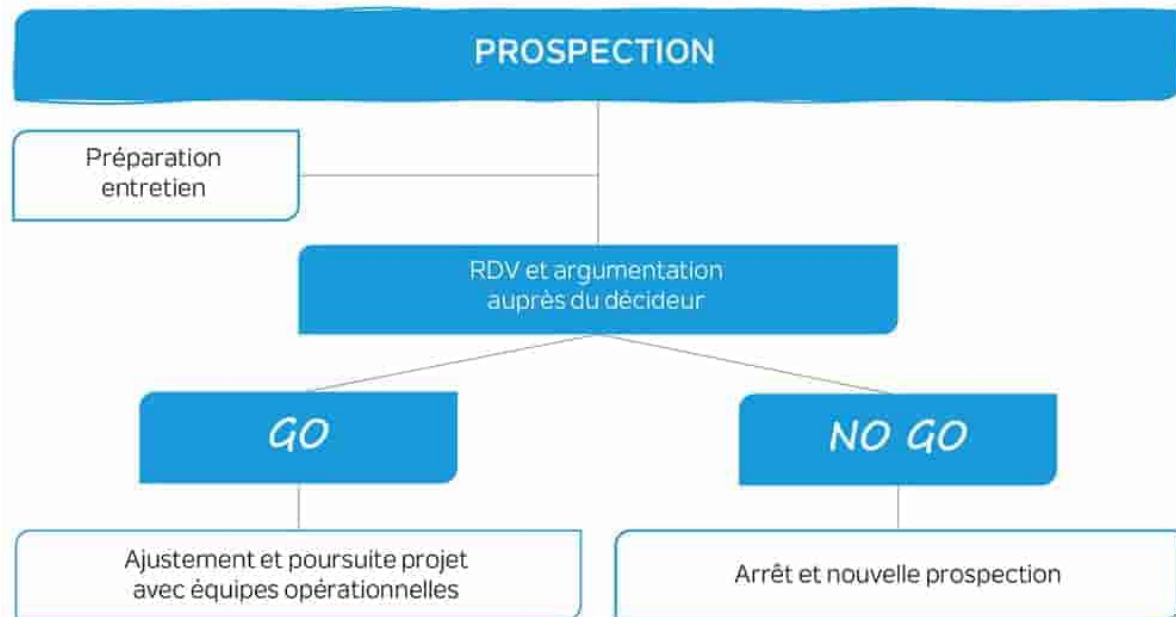 PROSPECTION
Préparation
entretien
RDV et argumentation
auprès du décideur
GO
NO GO
Ajustement et poursuite projet
avec équipes opérationnelles
Arrêt et nouvelle prospection